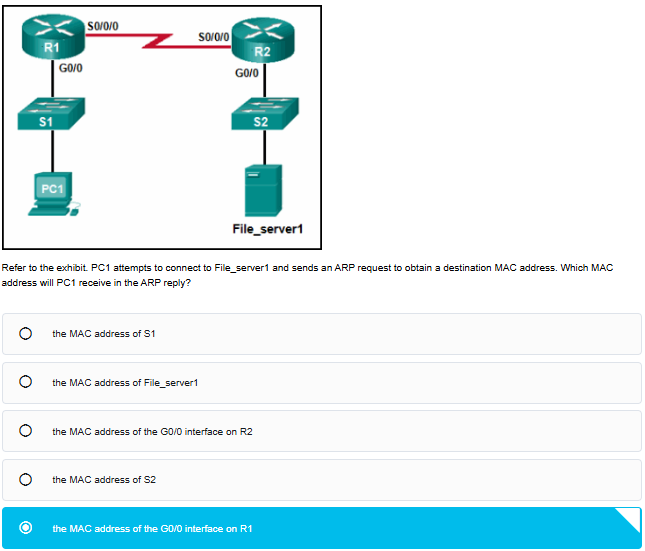 S0/0/0
S0/0/0
R1
R2
G0/0
G0/0
S1
S2
PC1
File_server1
Refer to the exhibit. PC1 attempts to connect to File_server1 and sends an ARP request to obtain a destination MAC address. Which MAC
address will PC1 receive in the ARP reply?
the MAC address of S1
the MAC address of File_server1
the MAC address of the G0/0 interface on R2
the MAC address of S2
the MAC address of the G0/0 interface on R1